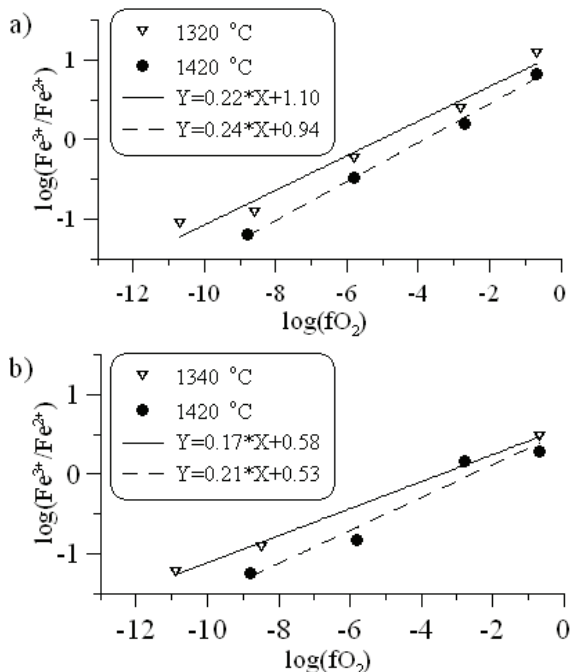 a)
1320 °C
1420 °C
Y=0.22*X+1.10
Y=0.24*X+0.94
log(Fe³⁺/Fe²⁺)
1
0
-1
-12 -10 -8 -6 -4 -2 0
log(fO₂)
b)
1340 °C
1420 °C
Y=0.17*X+0.58
Y=0.21*X+0.53
log(Fe³⁺/Fe²⁺)
1
0
-1
-12 -10 -8 -6 -4 -2 0
log(fO₂)